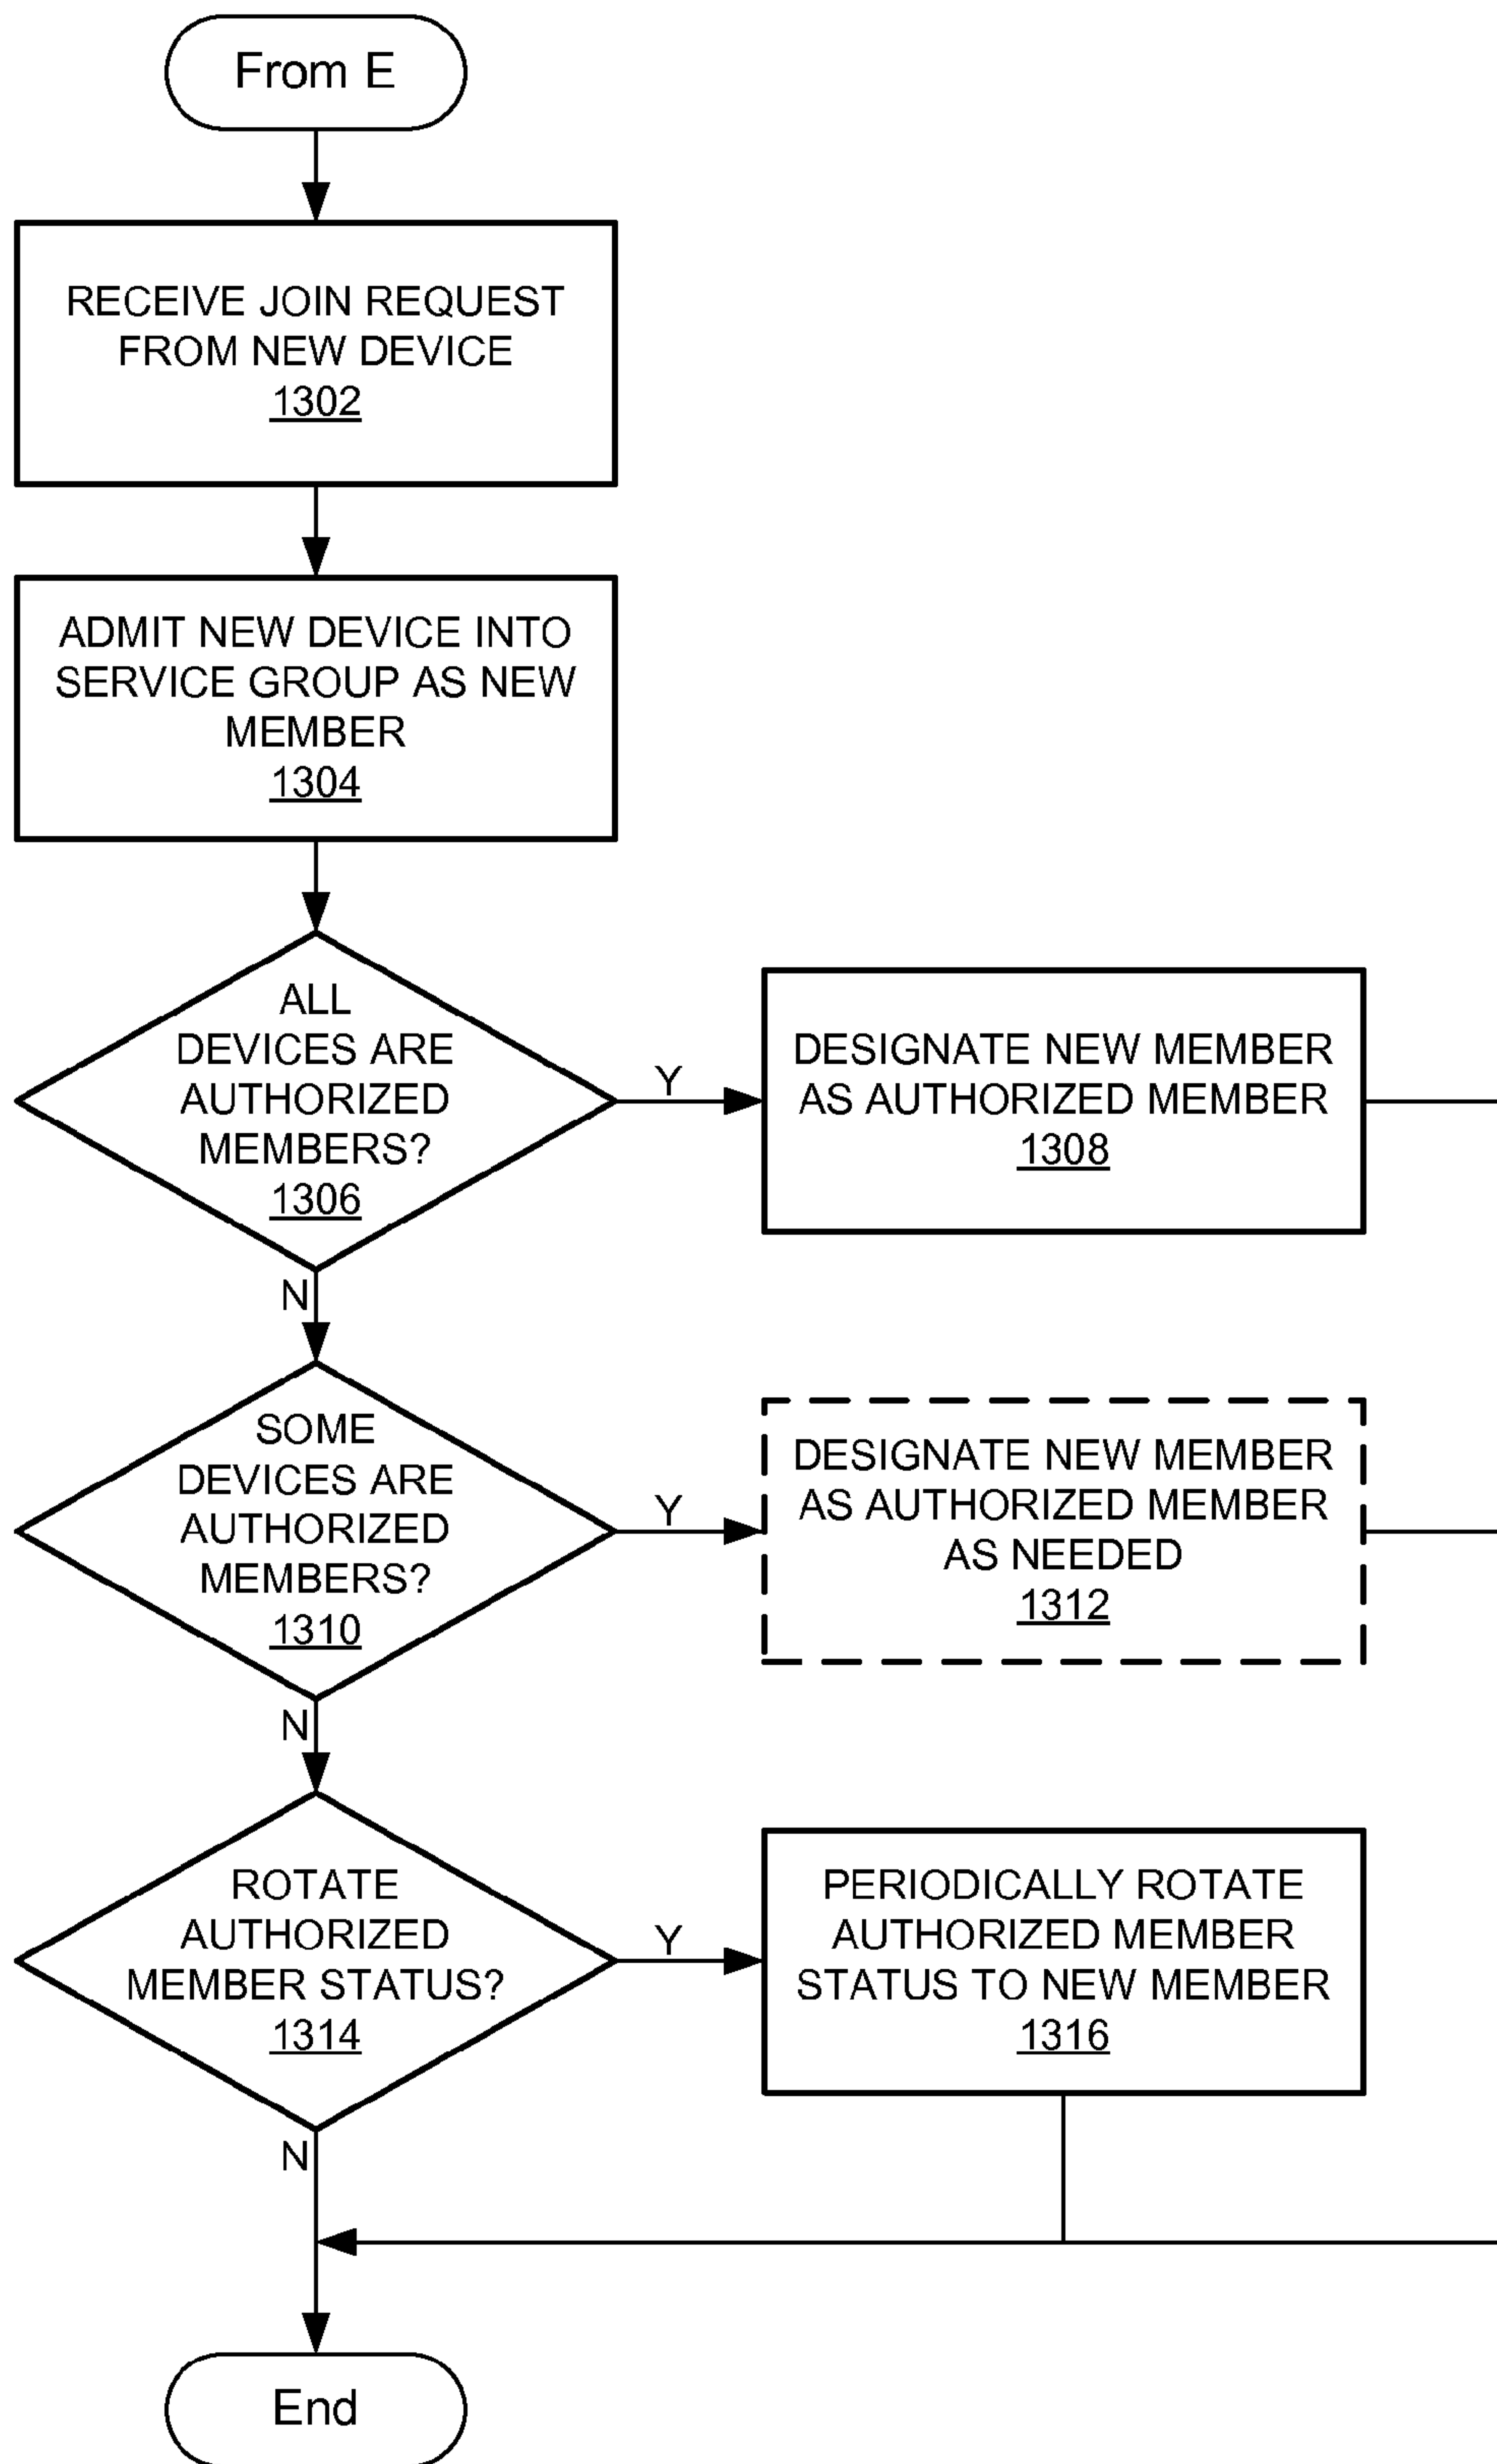 From E
RECEIVE JOIN REQUEST
FROM NEW DEVICE
1302
ADMIT NEW DEVICE INTO
SERVICE GROUP AS NEW
MEMBER
1304
ALL
DEVICES ARE
AUTHORIZED
MEMBERS?
1306
Y
DESIGNATE NEW MEMBER
AS AUTHORIZED MEMBER
1308
N
SOME
DEVICES ARE
AUTHORIZED
MEMBERS?
1310
Y
DESIGNATE NEW MEMBER
AS AUTHORIZED MEMBER
AS NEEDED
1312
N
ROTATE
AUTHORIZED
MEMBER STATUS?
1314
Y
PERIODICALLY ROTATE
AUTHORIZED MEMBER
STATUS TO NEW MEMBER
1316
N
End